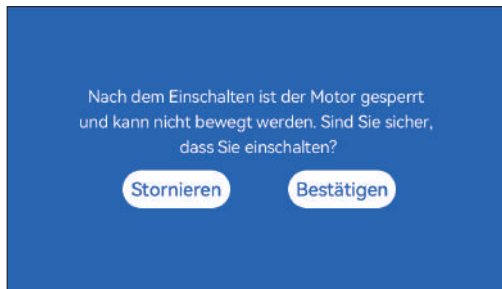 Nach dem Einschalten ist der Motor gesperrt
und kann nicht bewegt werden. Sind Sie sicher,
dass Sie einschalten?
Stornieren Bestätigen